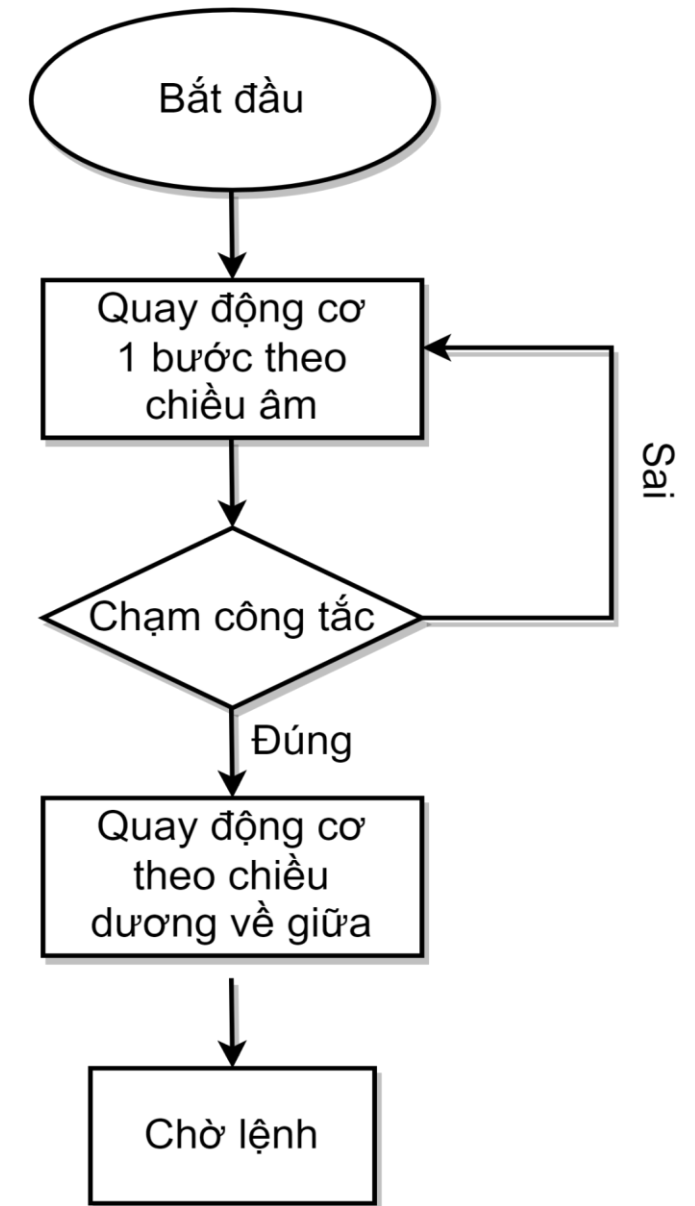 Bắt đầu
Quay động cơ
1 bước theo
chiều âm
Sai
Chạm công tắc
Đúng
Quay động cơ
theo chiều
dương về giữa
Chờ lệnh